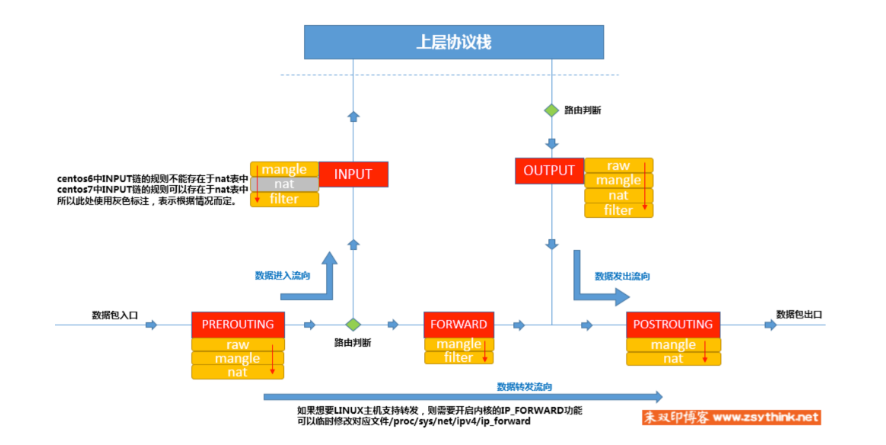 上层协议栈
路由判断
mangle
nat
filter
INPUT
OUTPUT
raw
mangle
nat
filter
centos6中INPUT链的规则不能存在于nat表中
centos7中INPUT链的规则可以存在于nat表中
所以此处使用灰色标注，表示根据情况而定。
数据进入流向
数据发出流向
数据包入口
PREROUTING
raw
mangle
nat
路由判断
FORWARD
mangle
filter
POSTROUTING
mangle
nat
数据包出口
数据转发流向
如果想要LINUX主机支持转发，则需要开启内核的IP_FORWARD功能
可以临时修改对应文件/proc/sys/net/ipv4/ip_forward
朱双印博客 www.zsythink.net